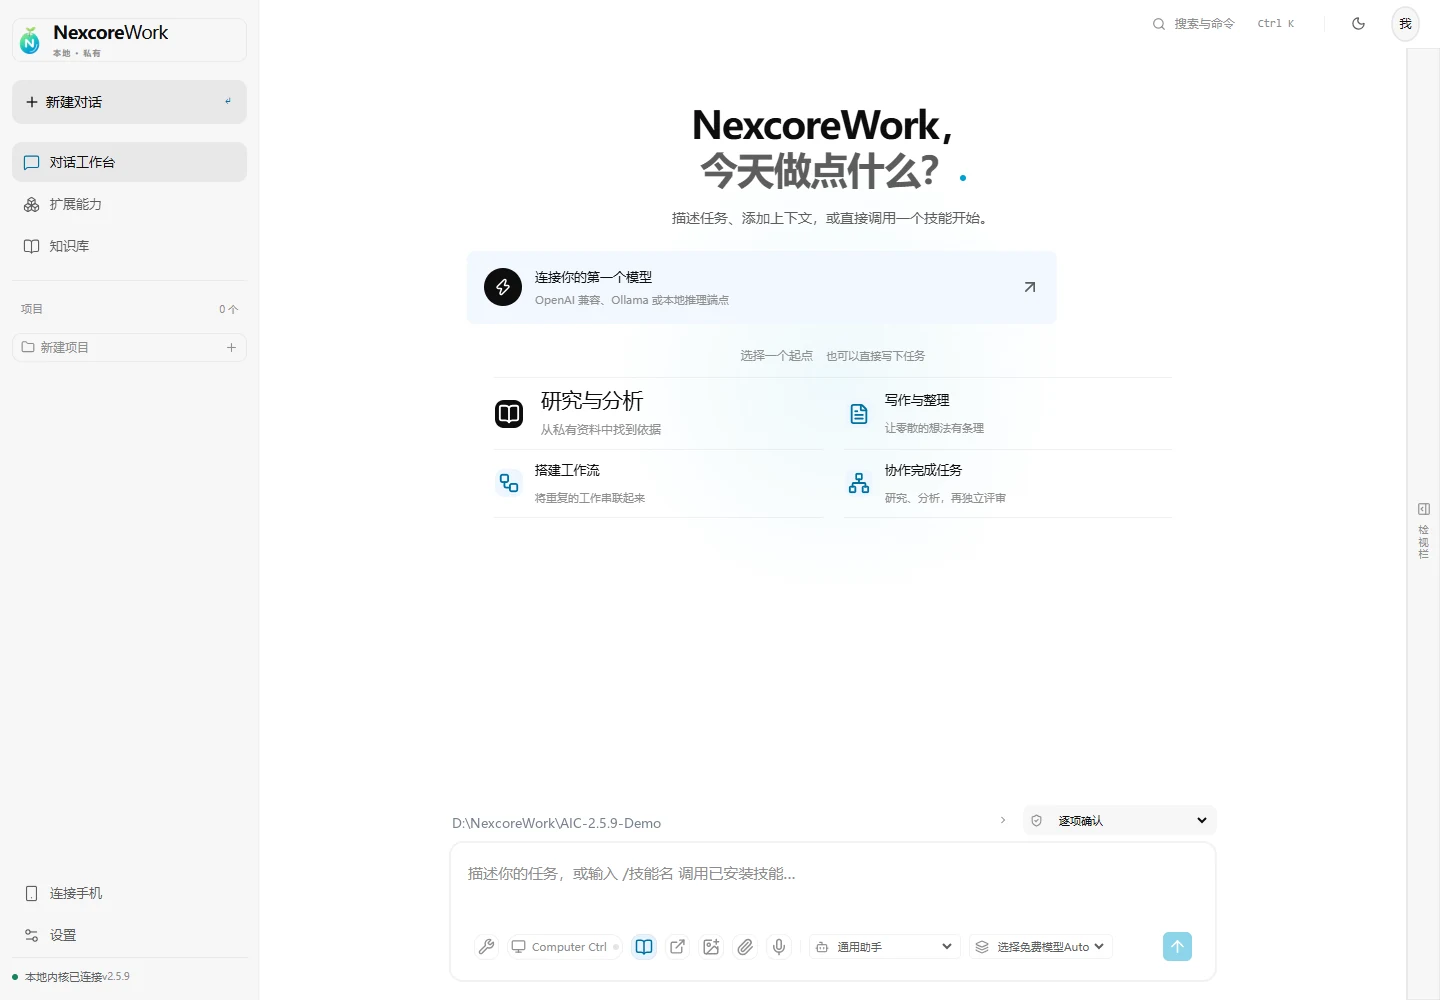 NexcoreWork
本地 · 私有
新建对话
对话工作台
扩展能力
知识库
项目 0 个
新建项目
连接手机
设置
本地内核已连接v2.5.9
搜索与命令 Ctrl K
我
NexcoreWork,
今天做点什么？
描述任务、添加上下文，或直接调用一个技能开始。
连接你的第一个模型
OpenAI 兼容、Ollama 或本地推理端点
选择一个起点 也可以直接写下任务
研究与分析
从私有资料中找到依据
写作与整理
让零散的想法有条理
搭建工作流
将重复的工作串联起来
协作完成任务
研究、分析，再独立评审
检视栏
D:\NexcoreWork\AIC-2.5.9-Demo
逐项确认
描述你的任务，或输入 /技能名 调用已安装技能...
Computer Ctrl
通用助手
选择免费模型Auto